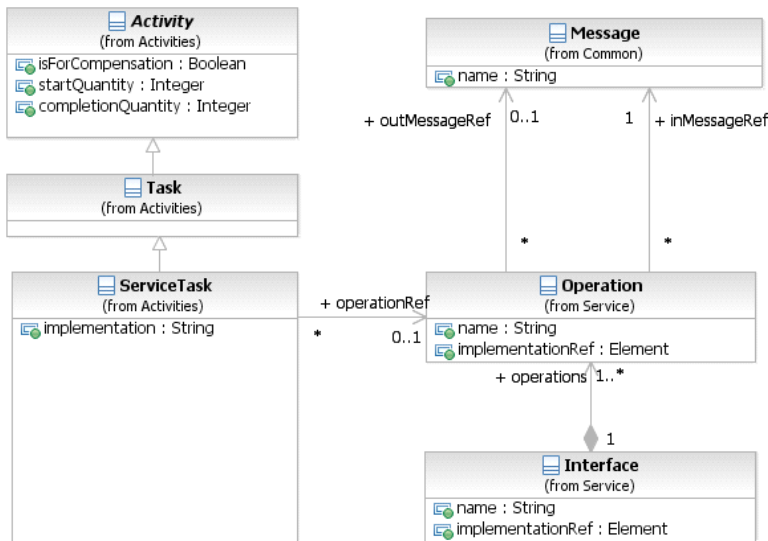 Activity
(from Activities)
isForCompensation : Boolean
startQuantity : Integer
completionQuantity : Integer
Message
(from Common)
name : String
+ outMessageRef
0..1
1
+ inMessageRef
Task
(from Activities)
*
*
ServiceTask
(from Activities)
implementation : String
+ operationRef
*
0..1
Operation
(from Service)
name : String
implementationRef : Element
+ operations
1..*
1
Interface
(from Service)
name : String
implementationRef : Element